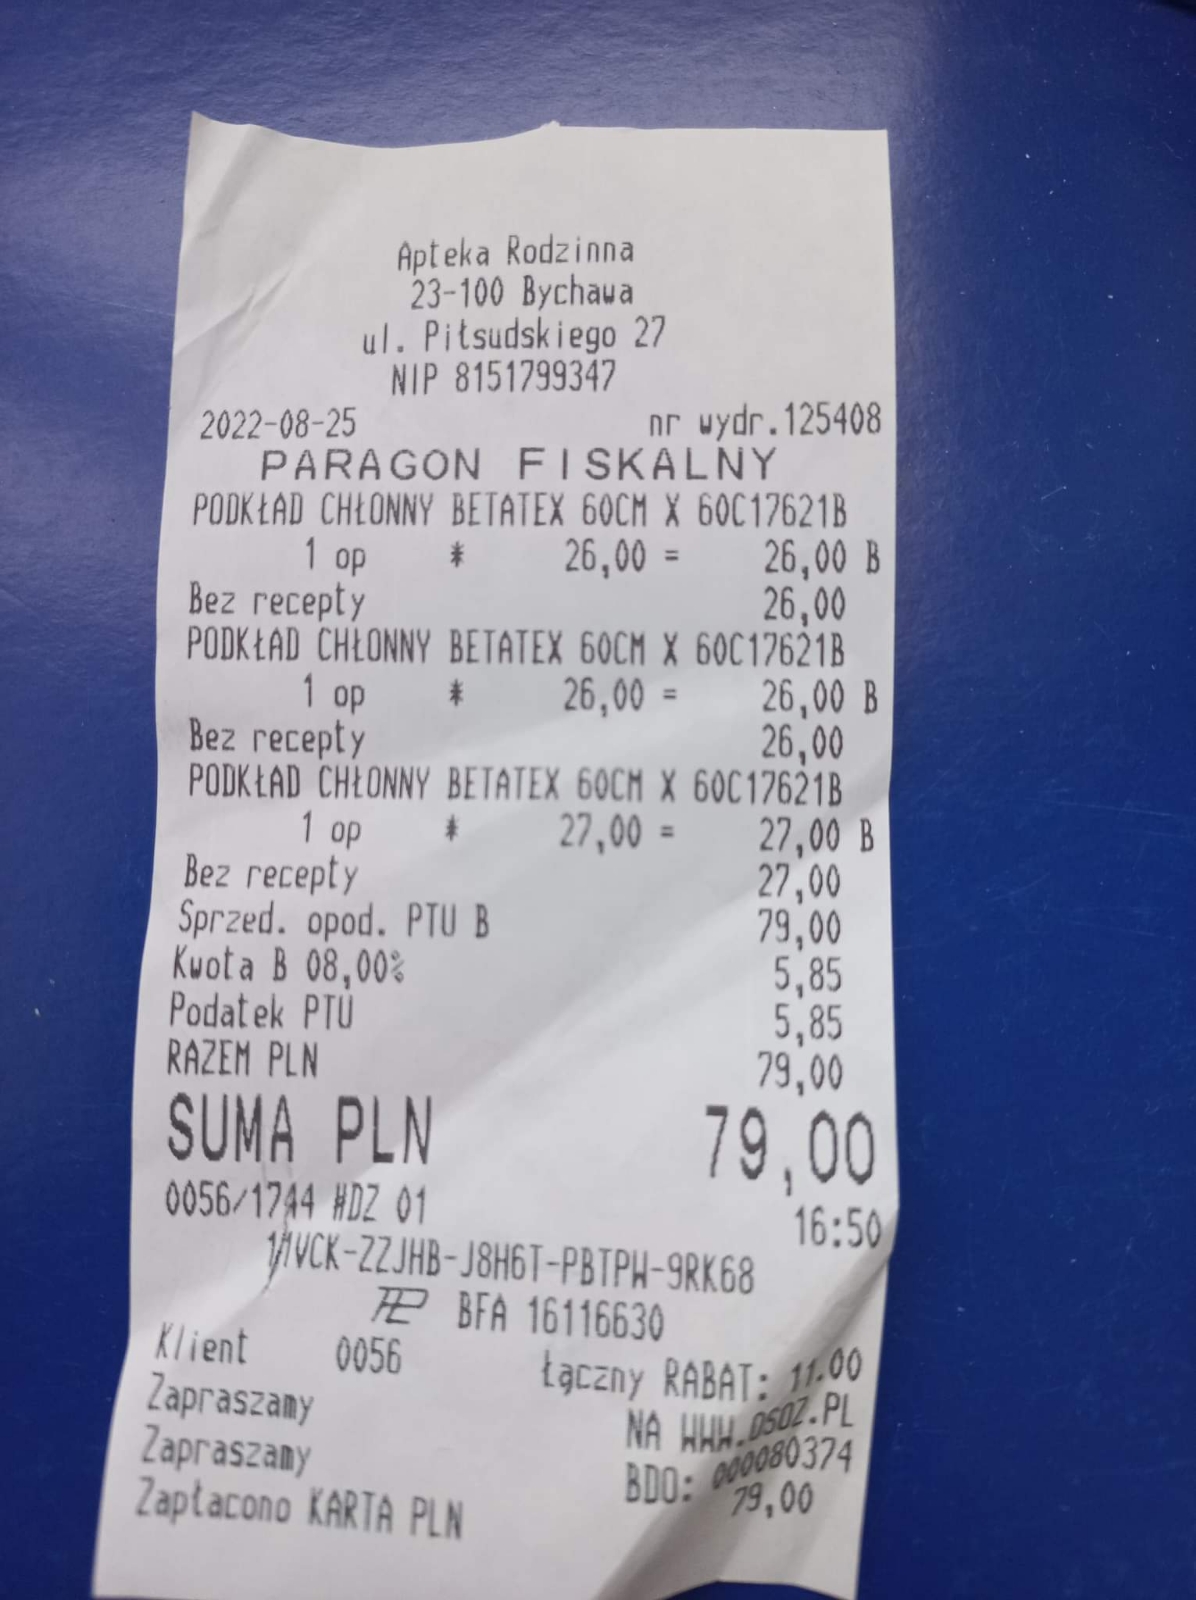 Apteka Rodzinna
23-100 Bychawa
ul. Piłsudskiego 27
NIP 8151799347
2022-08-25 nr wydr.125408
PARAGON FISKALNY
PODKŁAD CHŁONNY BETATEX 60CM X 60C17621B
1 op * 26,00 = 26,00 B
Bez recepty 26,00
PODKŁAD CHŁONNY BETATEX 60CM X 60C17621B
1 op * 26,00 = 26,00 B
Bez recepty 26,00
PODKŁAD CHŁONNY BETATEX 60CM X 60C17621B
1 op * 27,00 = 27,00 B
Bez recepty 27,00
Sprzed. opod. PTU B 79,00
Kwota B 08,00% 5,85
Podatek PTU 5,85
RAZEM PLN 79,00
SUMA PLN 79,00
0056/1744 #DZ 01 16:50
1MVCK-ZZJHB-J8H6T-PBTPW-9RK68
BFA 16116630
Klient 0056 Łączny RABAT: 11.00
Zapraszamy NA WWW.DSOZ.PL
Zapraszamy BDO: 000080374
Zapłacono KARTA PLN 79,00